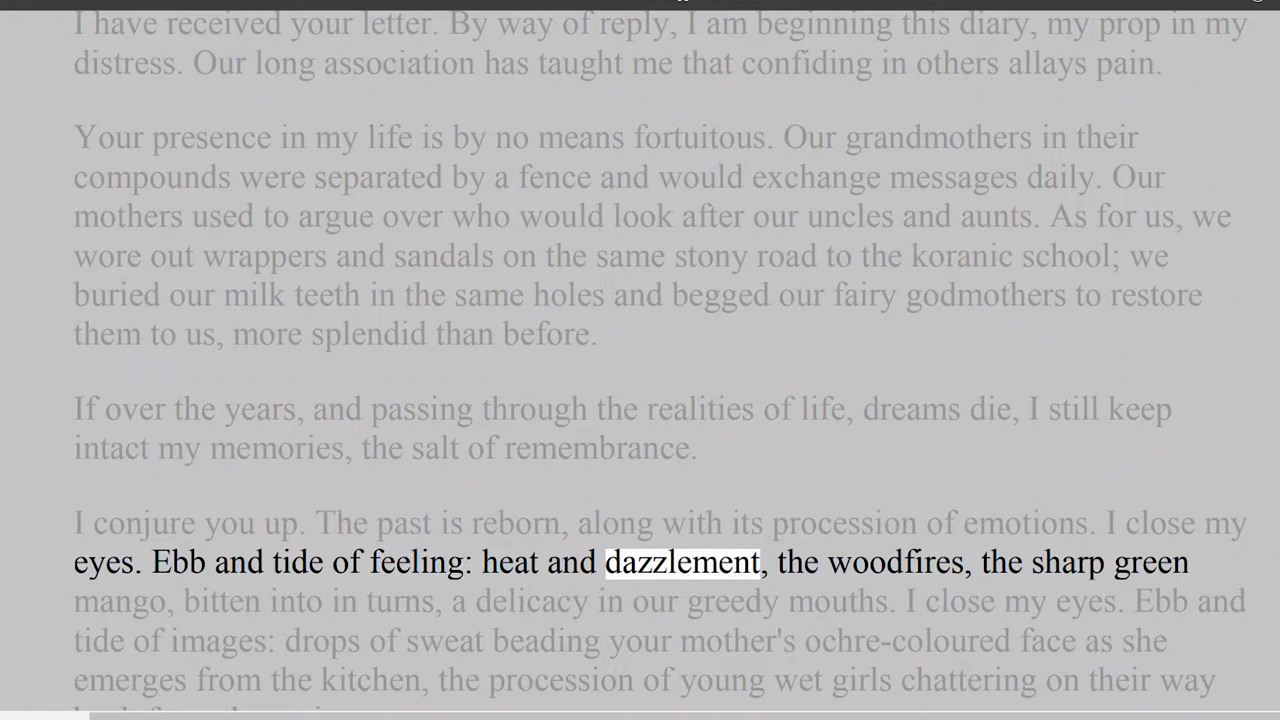 I have received your letter. By way of reply, I am beginning this diary, my prop in my
distress. Our long association has taught me that confiding in others allays pain.
Your presence in my life is by no means fortuitous. Our grandmothers in their
compounds were separated by a fence and would exchange messages daily. Our
mothers used to argue over who would look after our uncles and aunts. As for us, we
wore out wrappers and sandals on the same stony road to the koranic school; we
buried our milk teeth in the same holes and begged our fairy godmothers to restore
them to us, more splendid than before.
If over the years, and passing through the realities of life, dreams die, I still keep
intact my memories, the salt of remembrance.
I conjure you up. The past is reborn, along with its procession of emotions. I close my
eyes. Ebb and tide of feeling: heat and dazzlement, the woodfires, the sharp green
mango, bitten into in turns, a delicacy in our greedy mouths. I close my eyes. Ebb and
tide of images: drops of sweat beading your mother's ochre-coloured face as she
emerges from the kitchen, the procession of young wet girls chattering on their way